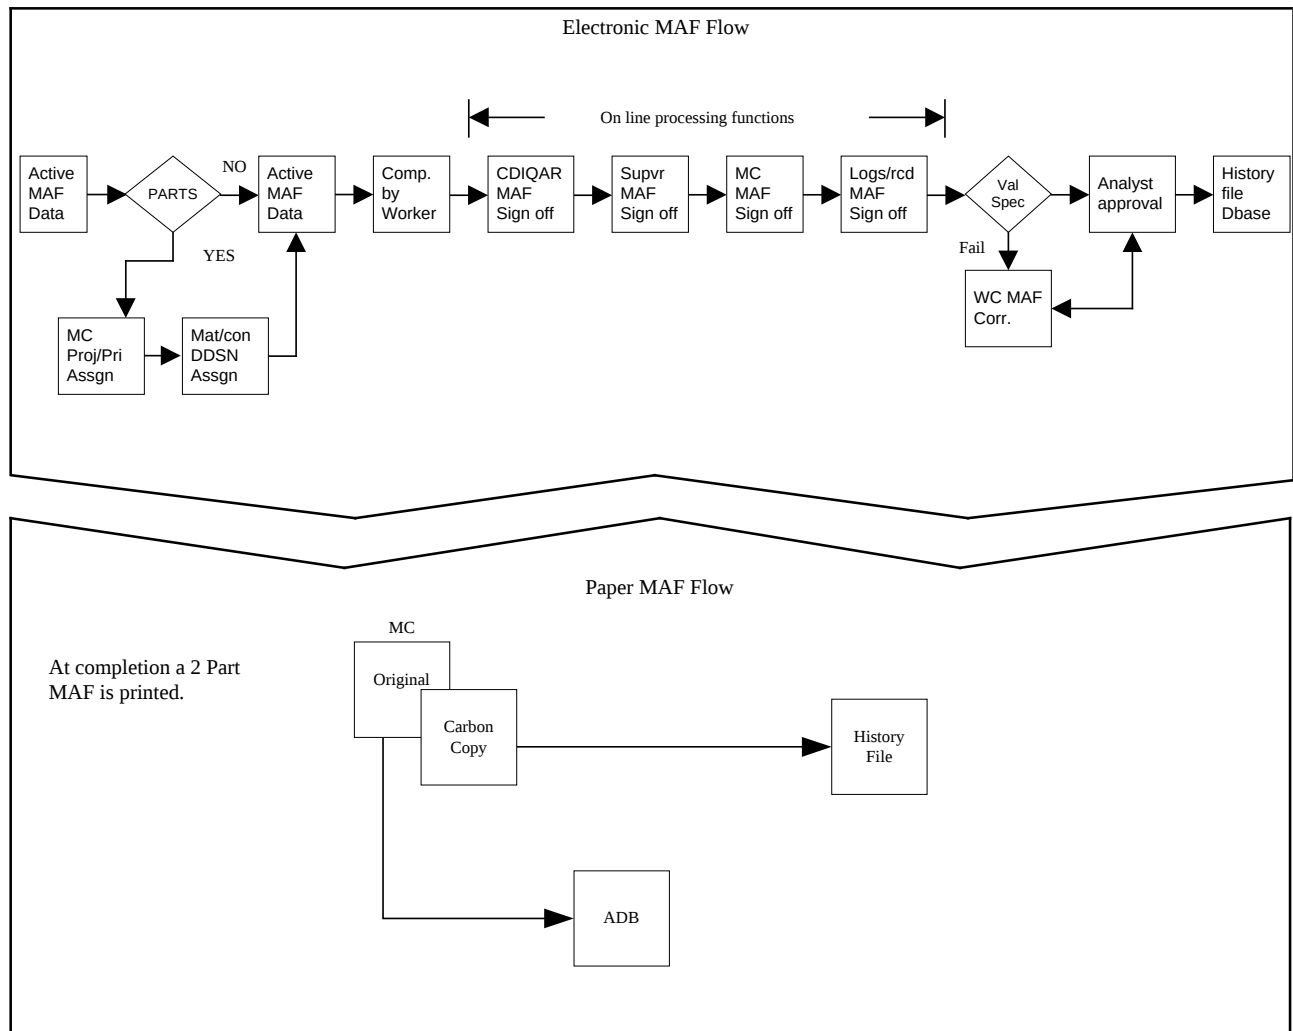 Electronic MAF Flow
On line processing functions
Active
MAF
Data
PARTS
NO
YES
Active
MAF
Data
Comp.
by
Worker
CDIQAR
MAF
Sign off
Supvr
MAF
Sign off
MC
MAF
Sign off
Logs/rcd
MAF
Sign off
Val
Spec
Fail
Analyst
approval
History
file
Dbase
MC
Proj/Pri
Assgn
Mat/con
DDSN
Assgn
WC MAF
Corr.
Paper MAF Flow
At completion a 2 Part
MAF is printed.
MC
Original
Carbon
Copy
History
File
ADB